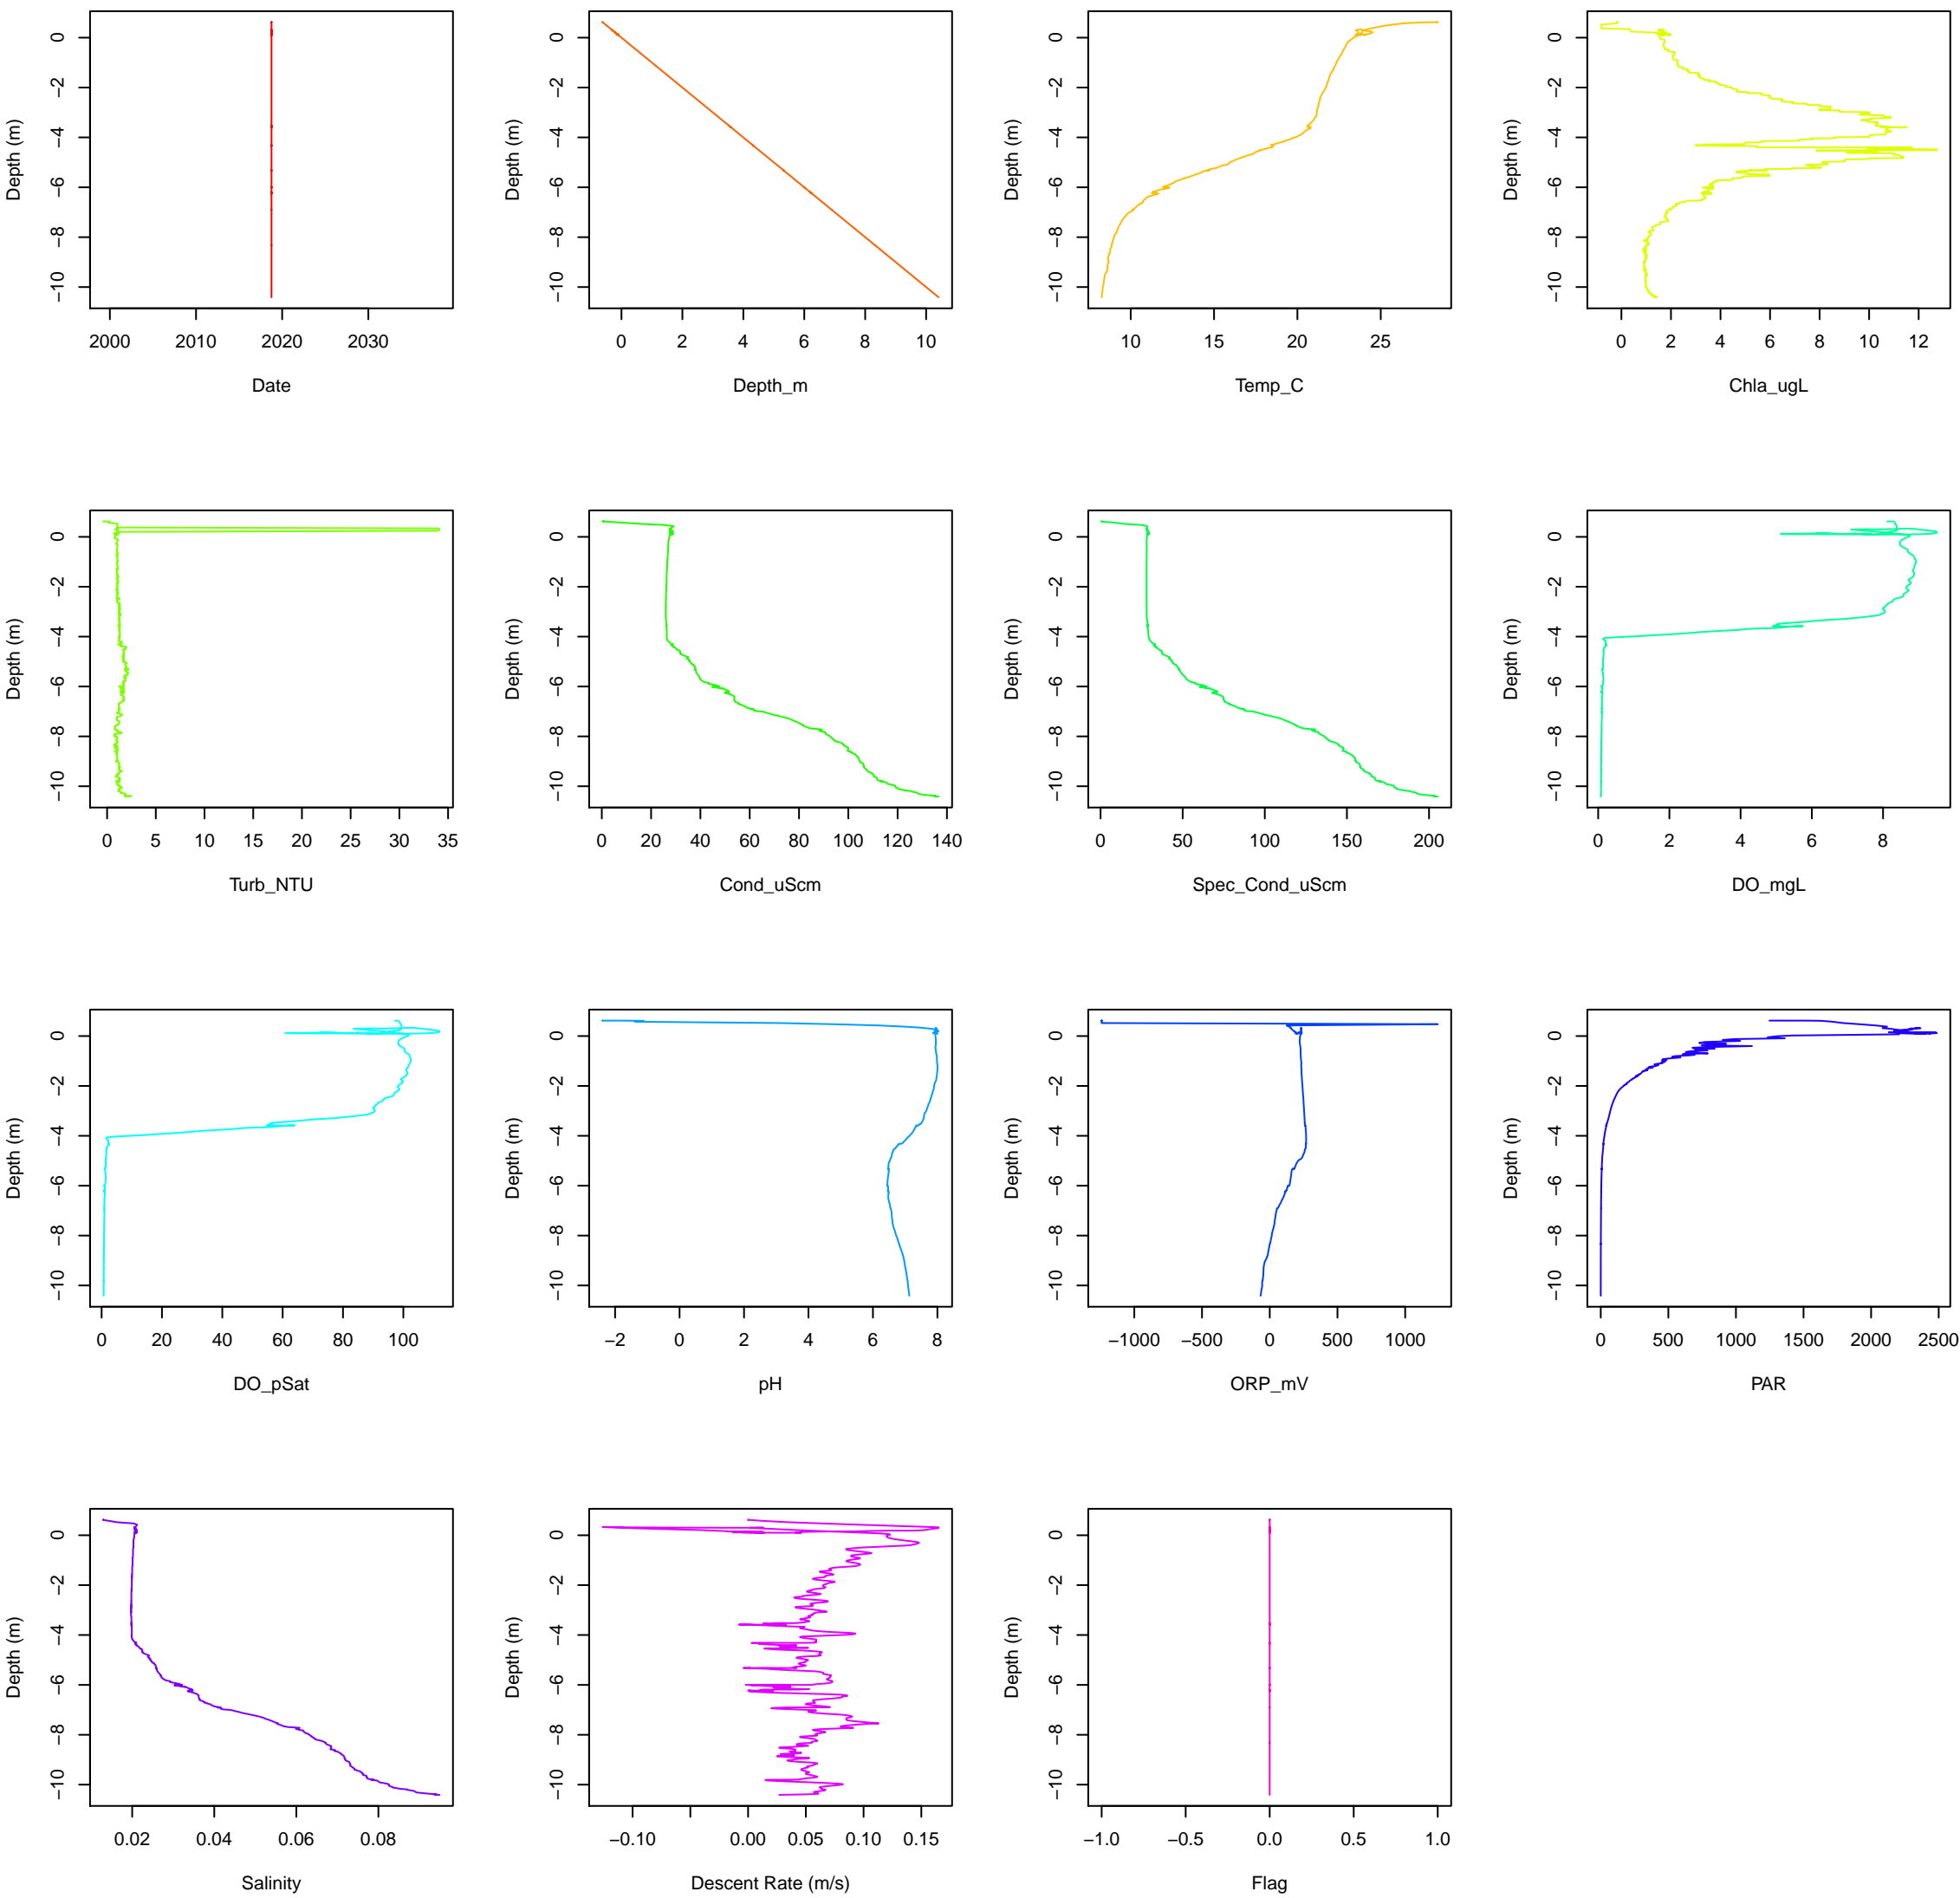 Depth (m)
0
−2
−4
−6
−8
−10
2000 2010 2020 2030
Date
Depth (m)
0
−2
−4
−6
−8
−10
0 2 4 6 8 10
Depth_m
Depth (m)
0
−2
−4
−6
−8
−10
10 15 20 25
Temp_C
Depth (m)
0
−2
−4
−6
−8
−10
0 2 4 6 8 10 12
Chla_ugL
Depth (m)
0
−2
−4
−6
−8
−10
0 5 10 15 20 25 30 35
Turb_NTU
Depth (m)
0
−2
−4
−6
−8
−10
0 20 40 60 80 100 120 140
Cond_uScm
Depth (m)
0
−2
−4
−6
−8
−10
0 50 100 150 200
Spec_Cond_uScm
Depth (m)
0
−2
−4
−6
−8
−10
0 2 4 6 8
DO_mgL
Depth (m)
0
−2
−4
−6
−8
−10
0 20 40 60 80 100
DO_pSat
Depth (m)
0
−2
−4
−6
−8
−10
−2 0 2 4 6 8
pH
Depth (m)
0
−2
−4
−6
−8
−10
−1000 −500 0 500 1000
ORP_mV
Depth (m)
0
−2
−4
−6
−8
−10
0 500 1000 1500 2000 2500
PAR
Depth (m)
0
−2
−4
−6
−8
−10
0.02 0.04 0.06 0.08
Salinity
Depth (m)
0
−2
−4
−6
−8
−10
−0.10 0.00 0.05 0.10 0.15
Descent Rate (m/s)
Depth (m)
0
−2
−4
−6
−8
−10
−1.0 −0.5 0.0 0.5 1.0
Flag